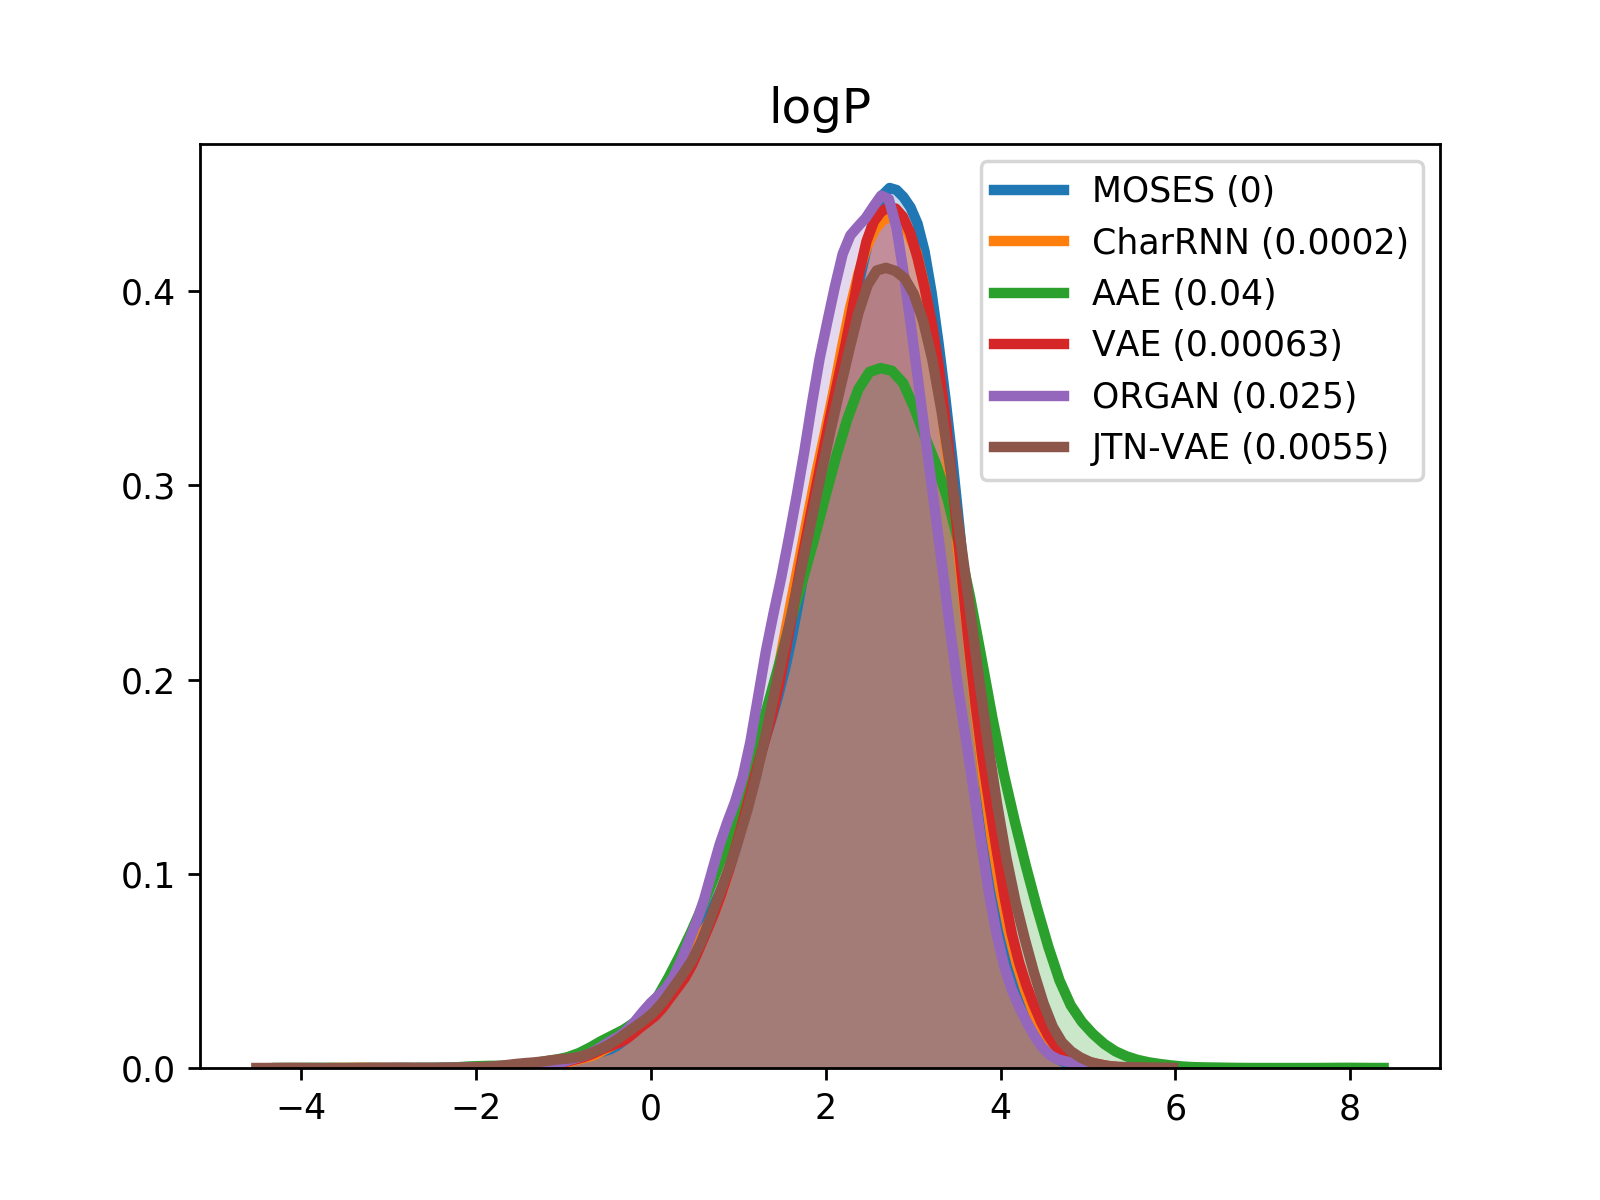 logP
MOSES (0)
CharRNN (0.0002)
AAE (0.04)
VAE (0.00063)
ORGAN (0.025)
JTN-VAE (0.0055)
0.4
0.3
0.2
0.1
0.0
−4 −2 0 2 4 6 8